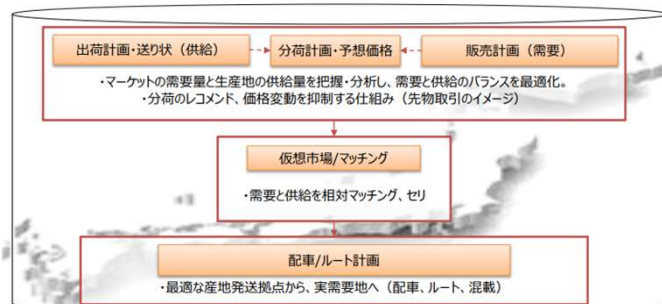 出荷計画・送り状（供給）
分荷計画・予想価格
販売計画（需要）
・マーケットの需要量と生産地の供給量を把握・分析し、需要と供給のバランスを最適化。
・分荷のレコメンド、価格変動を抑制する仕組み（先物取引のイメージ）
仮想市場/マッチング
・需要と供給を相対マッチング、セリ
配車/ルート計画
・最適な産地発送拠点から、実需要地へ（配車、ルート、混載）